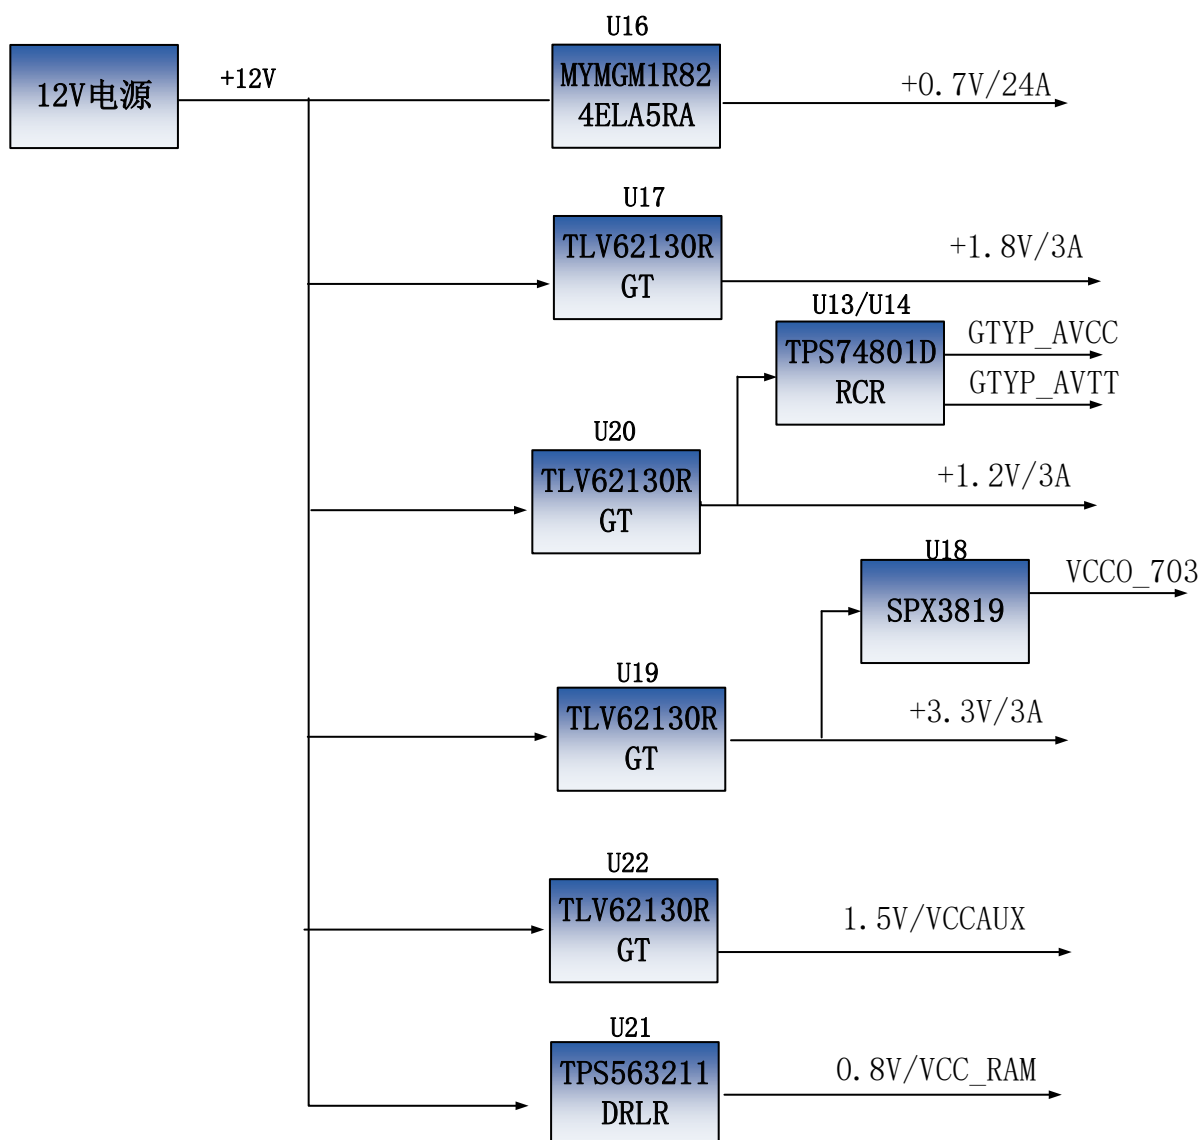 U16
12V电源
+12V
MYMGM1R82
4ELA5RA
+0.7V/24A
U17
TLV62130R
GT
+1.8V/3A
U13/U14
TPS74801D
RCR
GTYP_AVCC
GTYP_AVTT
U20
TLV62130R
GT
+1.2V/3A
U18
SPX3819
VCCO_703
U19
TLV62130R
GT
+3.3V/3A
U22
TLV62130R
GT
1.5V/VCCAUX
U21
TPS563211
DRLR
0.8V/VCC_RAM